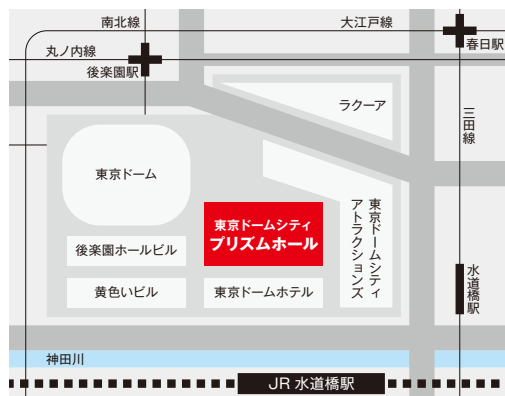 南北線
大江戸線
丸ノ内線
春日駅
後楽園駅
ラクーア
三田線
東京ドーム
東京ドームシティ
プリズムホール
東京ドームシティ
アトラクションズ
後楽園ホールビル
黄色いビル
東京ドームホテル
水道橋駅
神田川
JR 水道橋駅